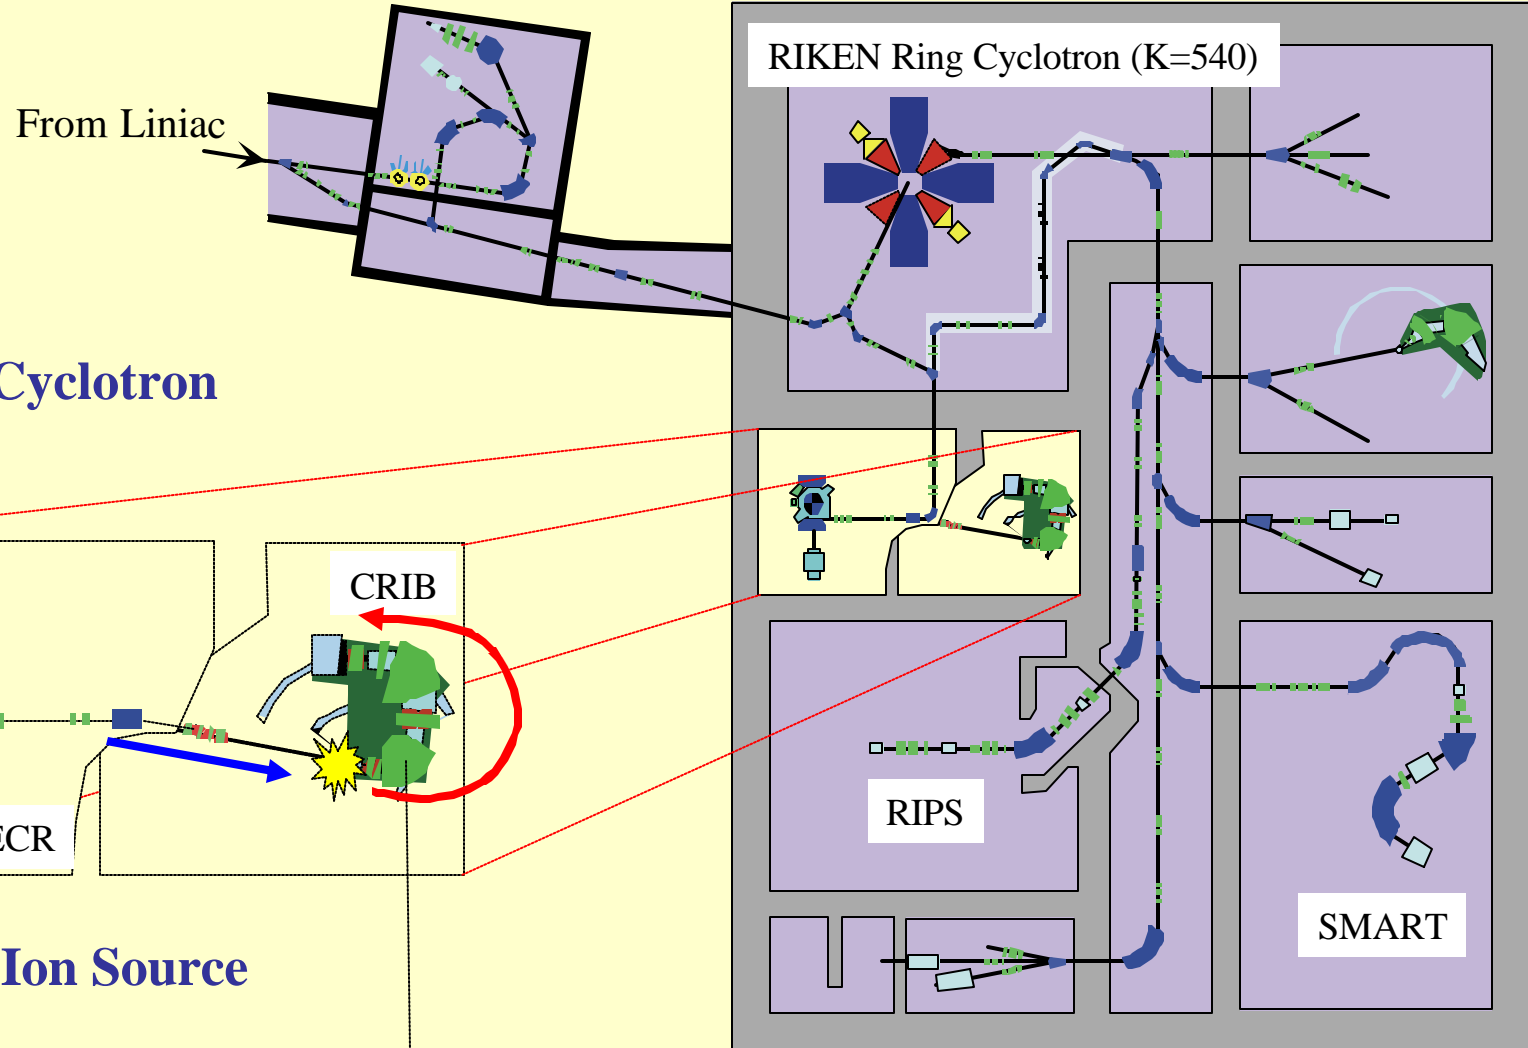 RIKEN Ring Cyclotron (K=540)
From Liniac
Cyclotron
CRIB
RIPS
ECR
SMART
Ion Source